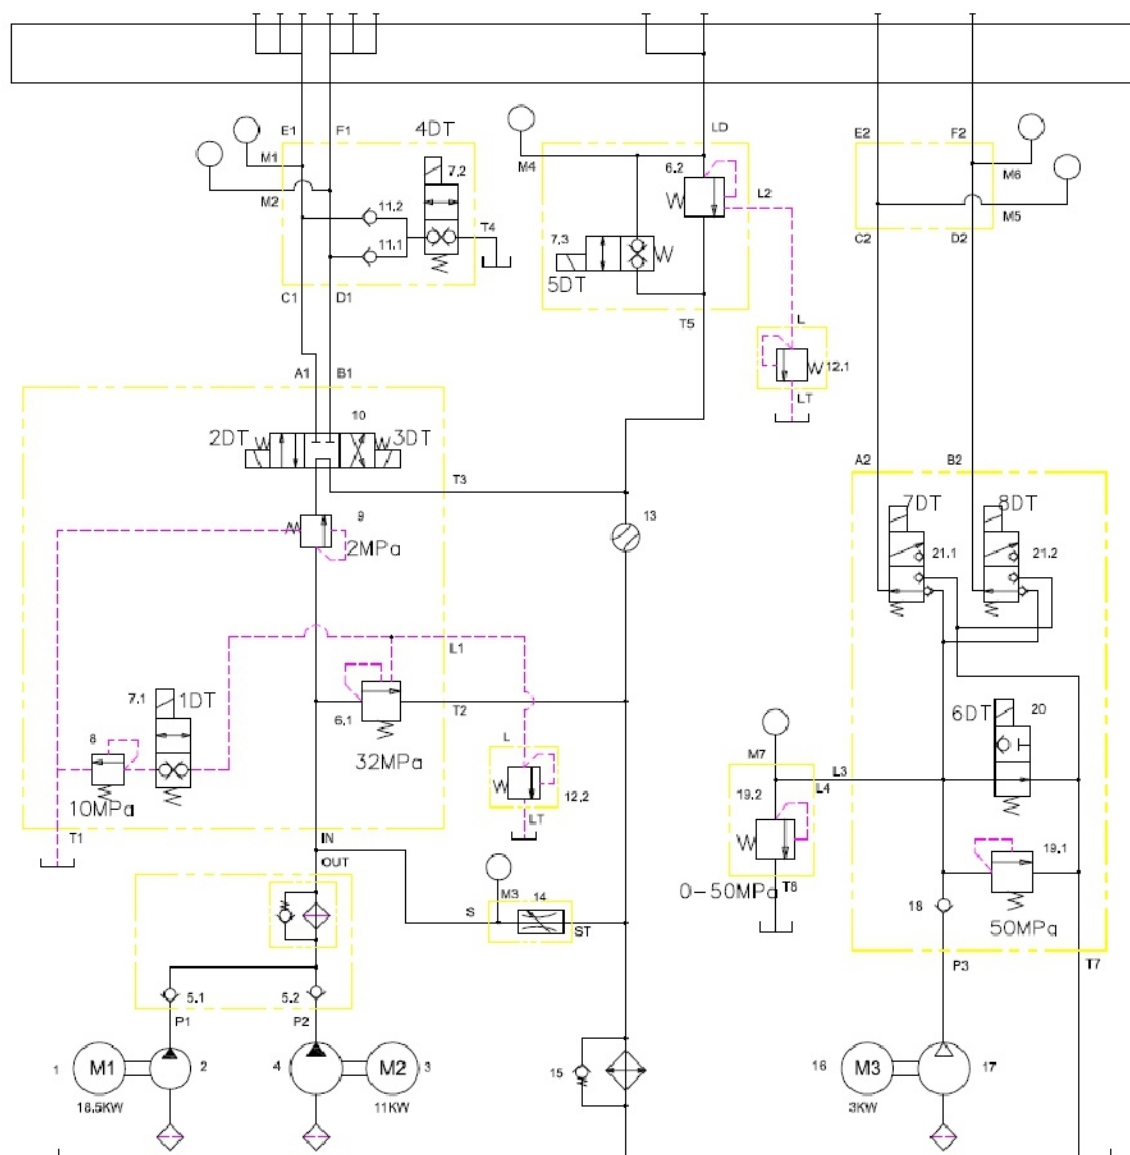 E1
F1
4DT
M1
7.2
M2
11.2
T4
11.1
C1
D1
LD
M4
6.2
L2
7.3
5DT
T5
L
12.1
LT
E2
F2
M6
M5
C2
D2
A1
B1
10
2DT
3DT
T3
9
2MPa
13
A2
B2
7DT
8DT
21.1
21.2
L1
7.1
1DT
6.1
T2
32MPa
8
10MPa
T1
L
12.2
LT
6DT
20
M7
L3
L4
19.2
19.1
0-50MPa
T8
18
50MPa
P3
T7
IN
OUT
M3
14
S
ST
5.1
5.2
P1
P2
1
M1
2
4
M2
3
18.5KW
11KW
15
16
M3
17
3KW